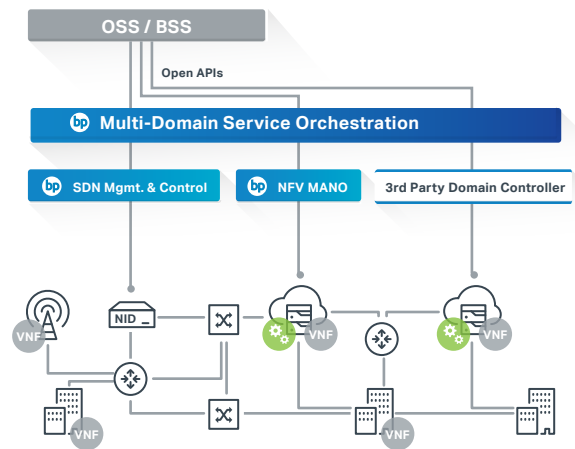 OSS / BSS
Open APIs
bp Multi-Domain Service Orchestration
bp SDN Mgmt. & Control
bp NFV MANO
3rd Party Domain Controller
VNF
NID _
VNF
VNF
VNF
VNF